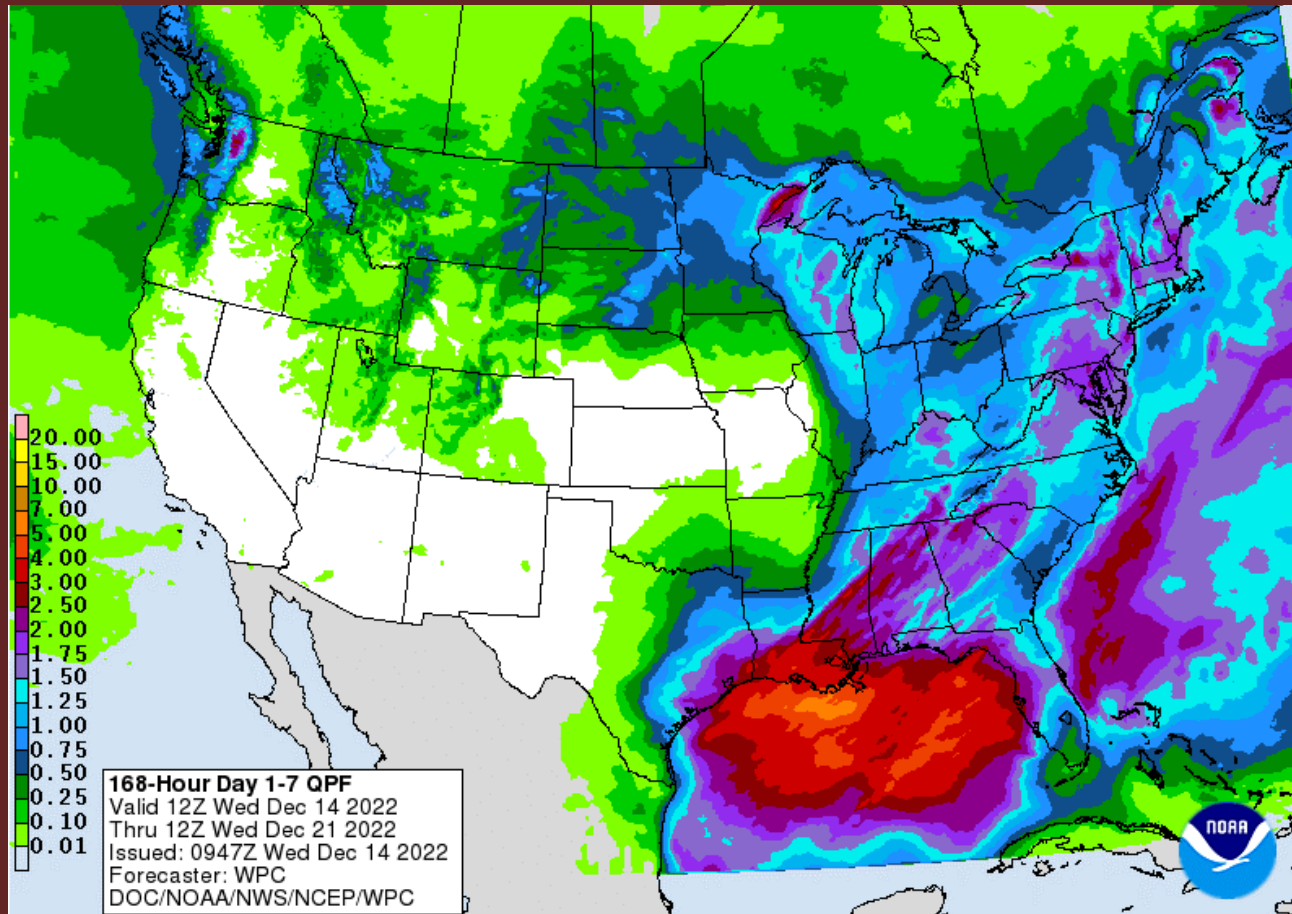 20.00
15.00
10.00
7.00
5.00
4.00
3.00
2.50
2.00
1.75
1.50
1.25
1.00
0.75
0.50
0.25
0.10
0.01
168-Hour Day 1-7 QPF
Valid 12Z Wed Dec 14 2022
Thru 12Z Wed Dec 21 2022
Issued: 0947Z Wed Dec 14 2022
Forecaster: WPC
DOC/NOAA/NWS/NCEP/WPC
NOAA